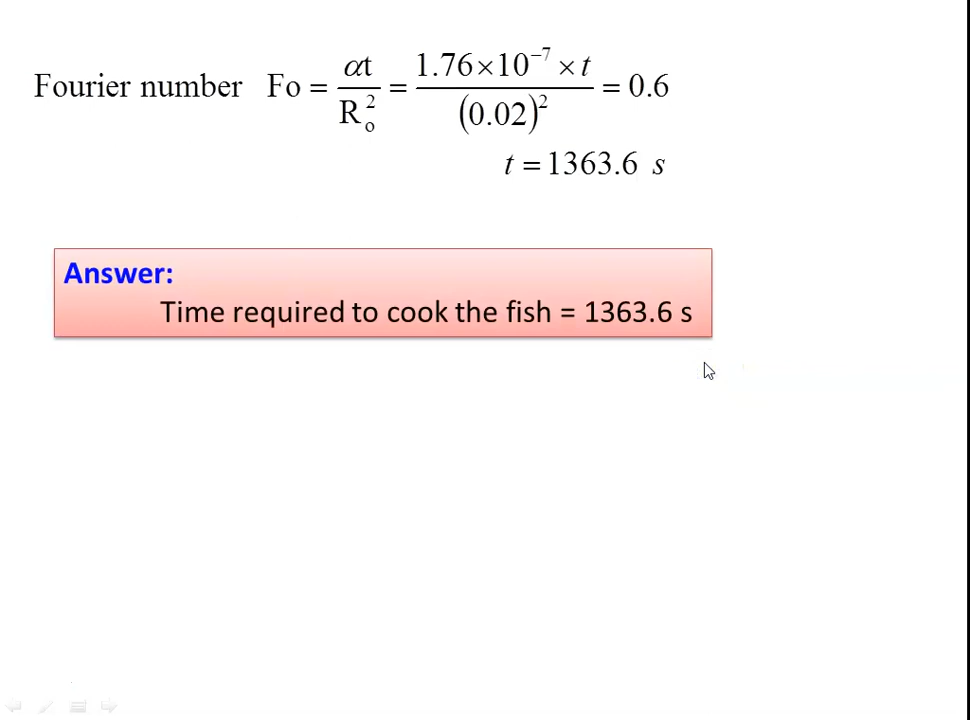 Fourier number Fo = αt / R_o^2 = 1.76×10^−7 × t / (0.02)^2 = 0.6
t = 1363.6 s
Answer:
Time required to cook the fish = 1363.6 s